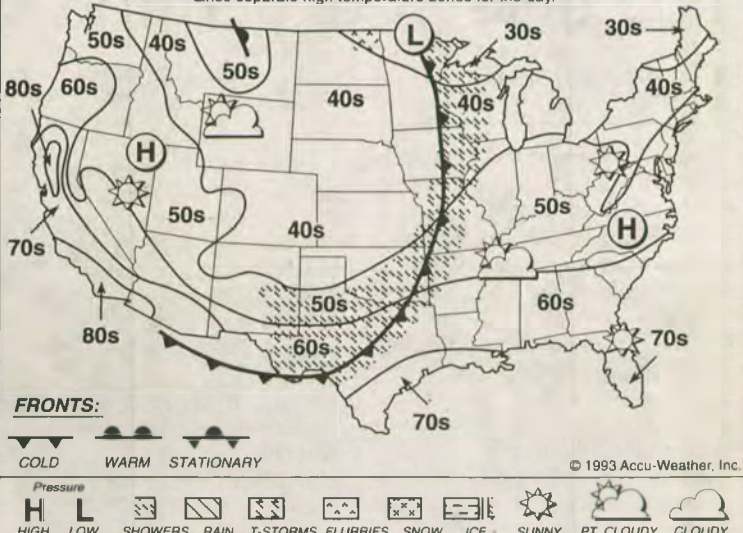 Lines separate high temperature zones for the day.
50s 40s 50s L 30s 30s
80s 60s 40s 40s 40s
H
50s 40s 50s H
70s
50s 60s
80s 60s 70s
70s
FRONTS:
COLD WARM STATIONARY
© 1993 Accu-Weather, Inc.
Pressure
H L
HIGH LOW SHOWERS RAIN T-STORMS FLURRIES SNOW ICE SUNNY PT. CLOUDY CLOUDY